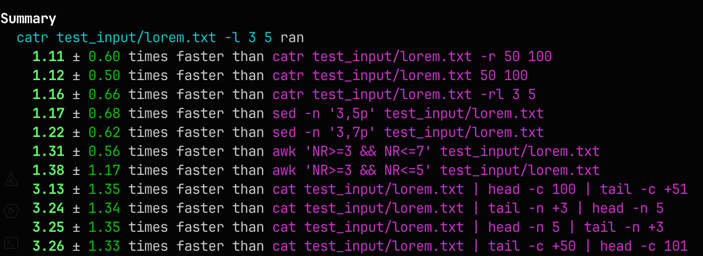 Summary
catr test_input/lorem.txt -l 3 5 ran
1.11 ± 0.60 times faster than catr test_input/lorem.txt -r 50 100
1.12 ± 0.50 times faster than catr test_input/lorem.txt 50 100
1.16 ± 0.66 times faster than catr test_input/lorem.txt -rl 3 5
1.17 ± 0.68 times faster than sed -n '3,5p' test_input/lorem.txt
1.22 ± 0.62 times faster than sed -n '3,7p' test_input/lorem.txt
1.31 ± 0.56 times faster than awk 'NR>=3 && NR<=7' test_input/lorem.txt
1.38 ± 1.17 times faster than awk 'NR>=3 && NR<=5' test_input/lorem.txt
3.13 ± 1.35 times faster than cat test_input/lorem.txt | head -c 100 | tail -c +51
3.24 ± 1.34 times faster than cat test_input/lorem.txt | tail -n +3 | head -n 5
3.25 ± 1.35 times faster than cat test_input/lorem.txt | head -n 5 | tail -n +3
3.26 ± 1.33 times faster than cat test_input/lorem.txt | tail -c +50 | head -c 101